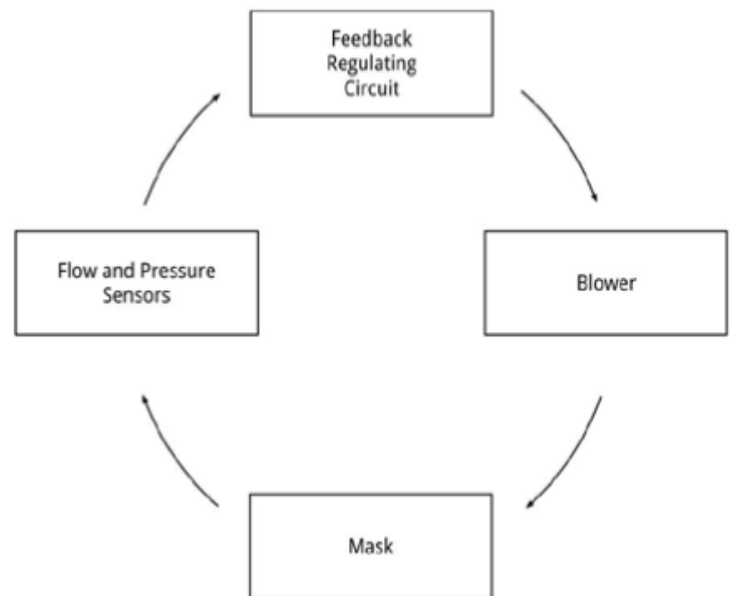 Feedback
Regulating
Circuit
Flow and Pressure
Sensors
Blower
Mask